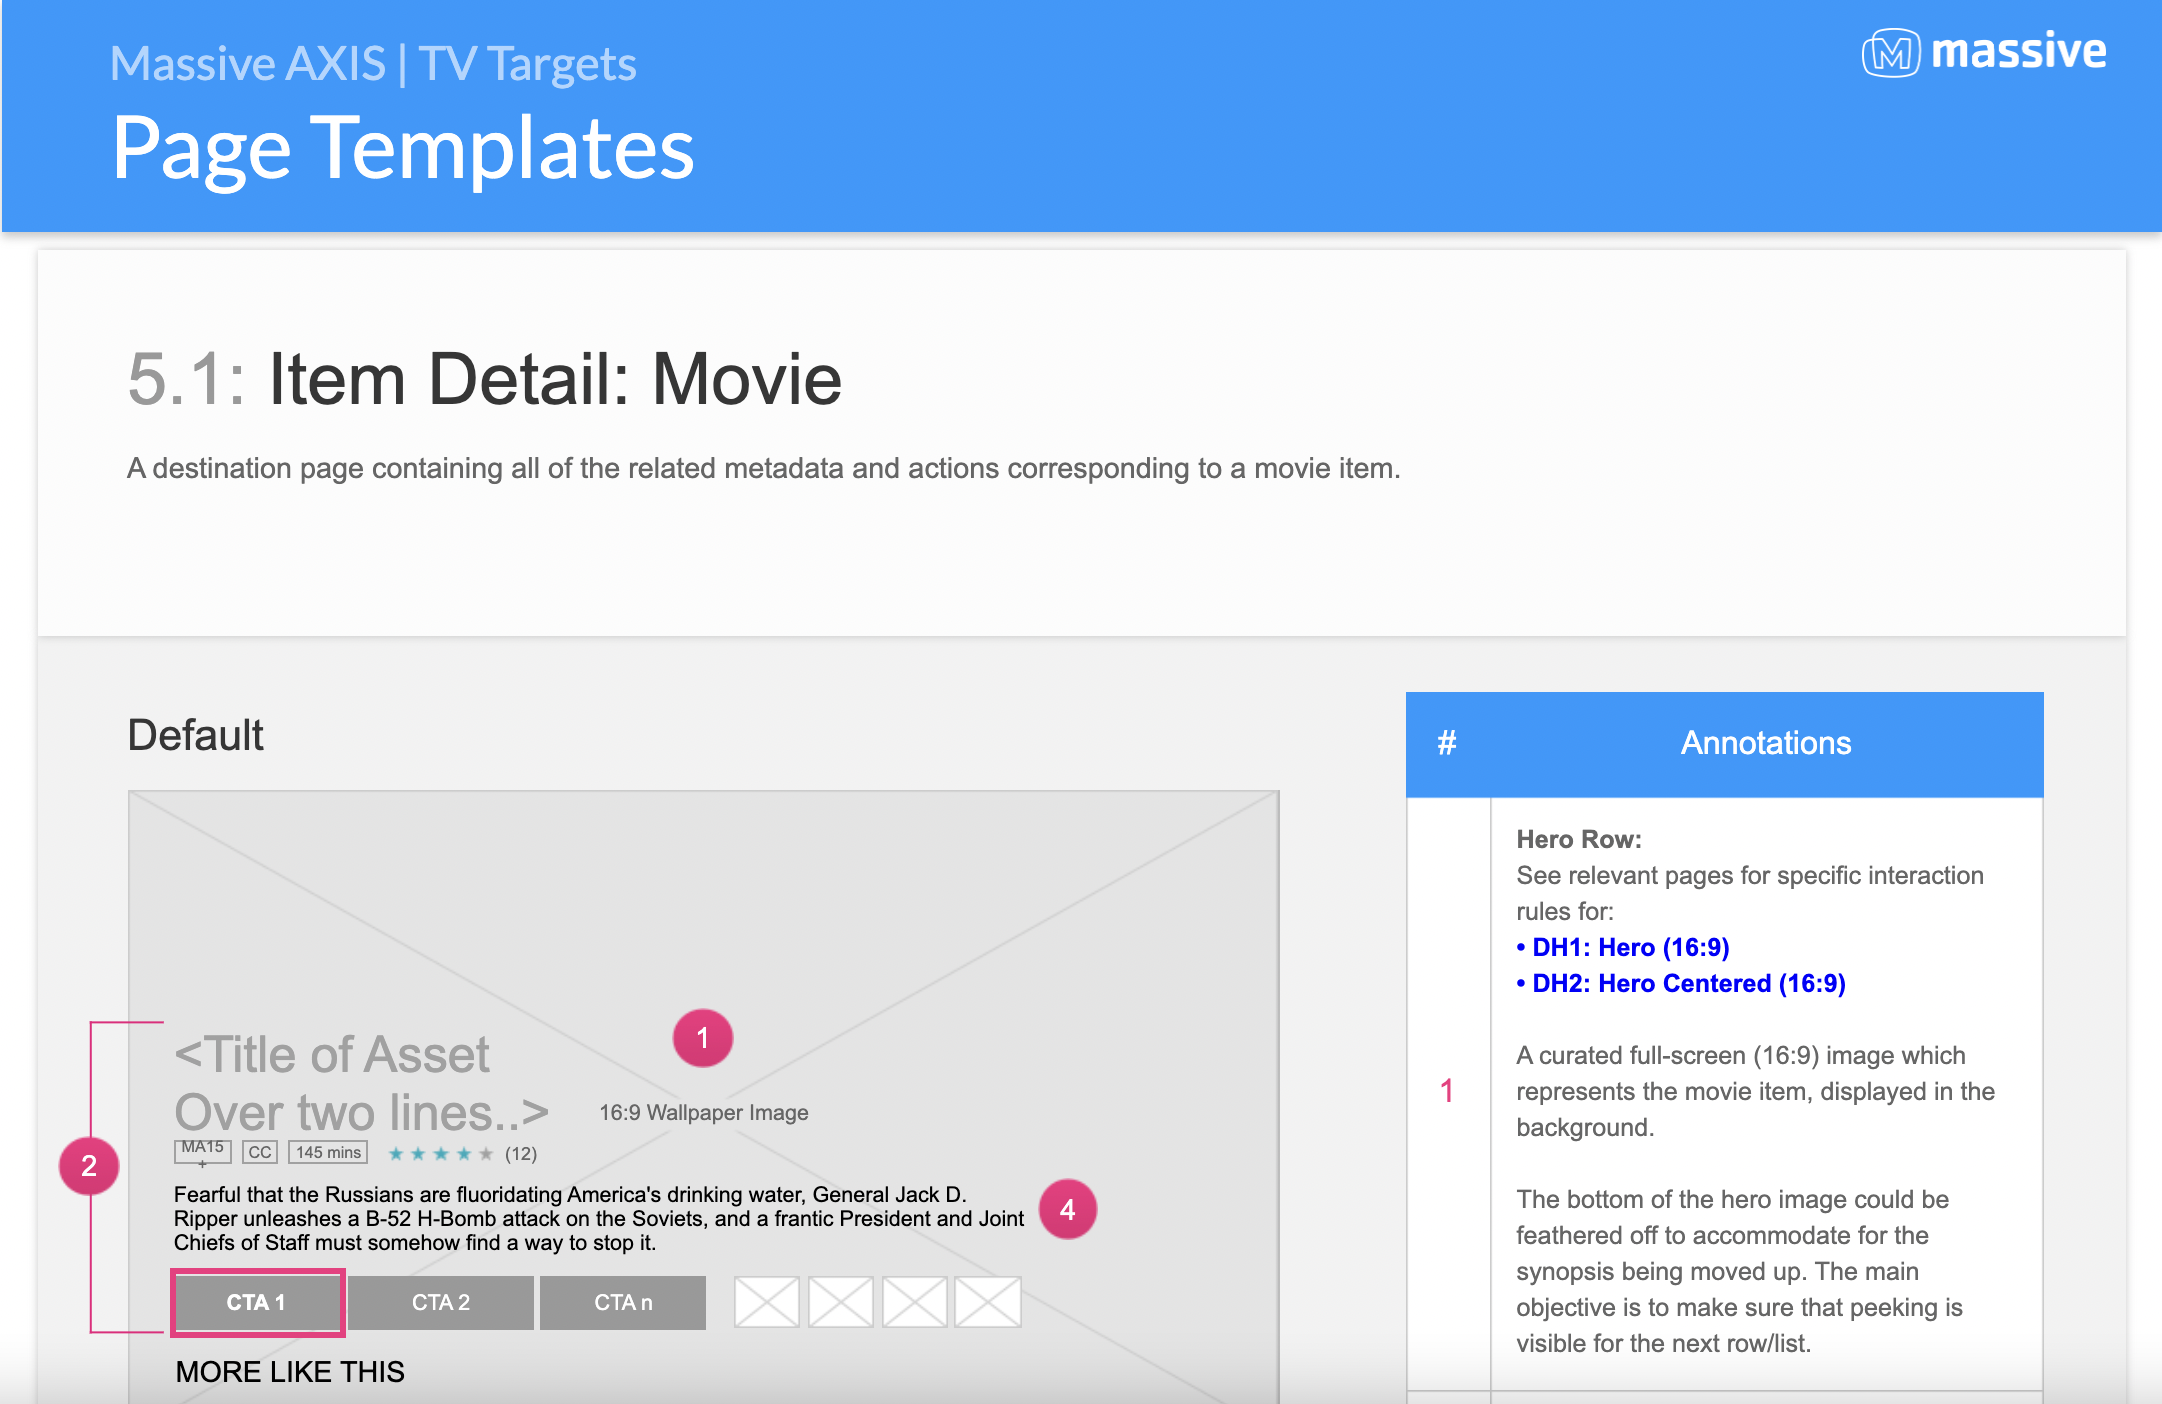 Massive AXIS | TV Targets
massive
Page Templates
5.1: Item Detail: Movie
A destination page containing all of the related metadata and actions corresponding to a movie item.
Default
<Title of Asset
Over two lines..>
1
16:9 Wallpaper Image
2
MA15
+
CC
145 mins
(12)
Fearful that the Russians are fluoridating America's drinking water, General Jack D.
Ripper unleashes a B-52 H-Bomb attack on the Soviets, and a frantic President and Joint
Chiefs of Staff must somehow find a way to stop it.
4
CTA 1
CTA 2
CTA n
MORE LIKE THIS
# Annotations
1
Hero Row:
See relevant pages for specific interaction
rules for:
• DH1: Hero (16:9)
• DH2: Hero Centered (16:9)
A curated full-screen (16:9) image which
represents the movie item, displayed in the
background.
The bottom of the hero image could be
feathered off to accommodate for the
synopsis being moved up. The main
objective is to make sure that peeking is
visible for the next row/list.